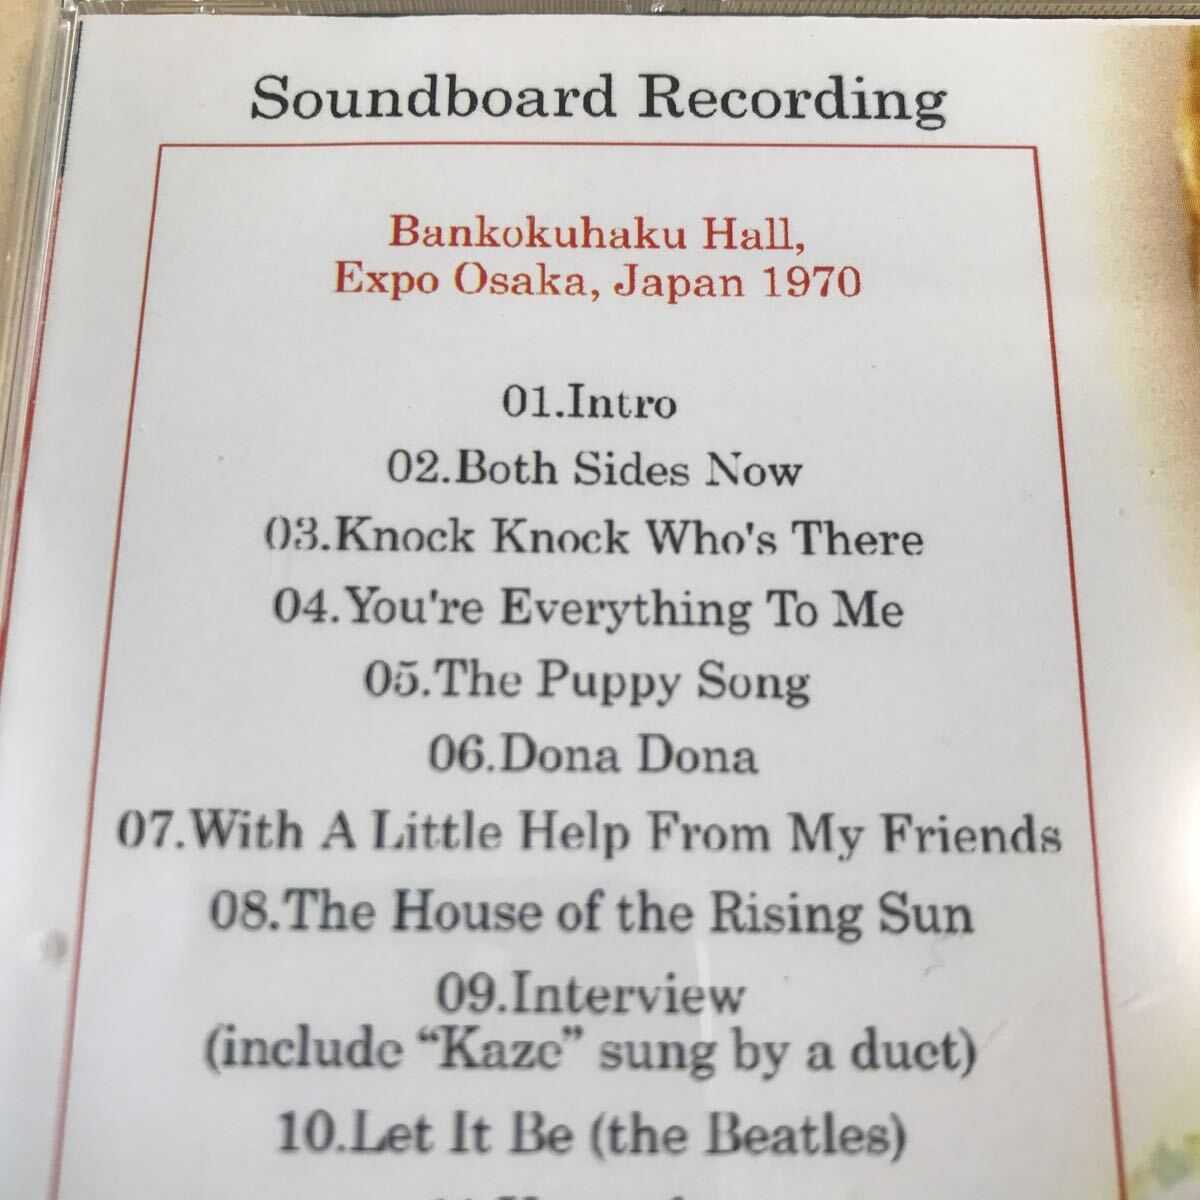 Soundboard Recording
Bankokuhaku Hall,
Expo Osaka, Japan 1970
01.Intro
02.Both Sides Now
03.Knock Knock Who's There
04.You're Everything To Me
05.The Puppy Song
06.Dona Dona
07.With A Little Help From My Friends
08.The House of the Rising Sun
09.Interview
(include “Kaze” sung by a duet)
10.Let It Be (the Beatles)